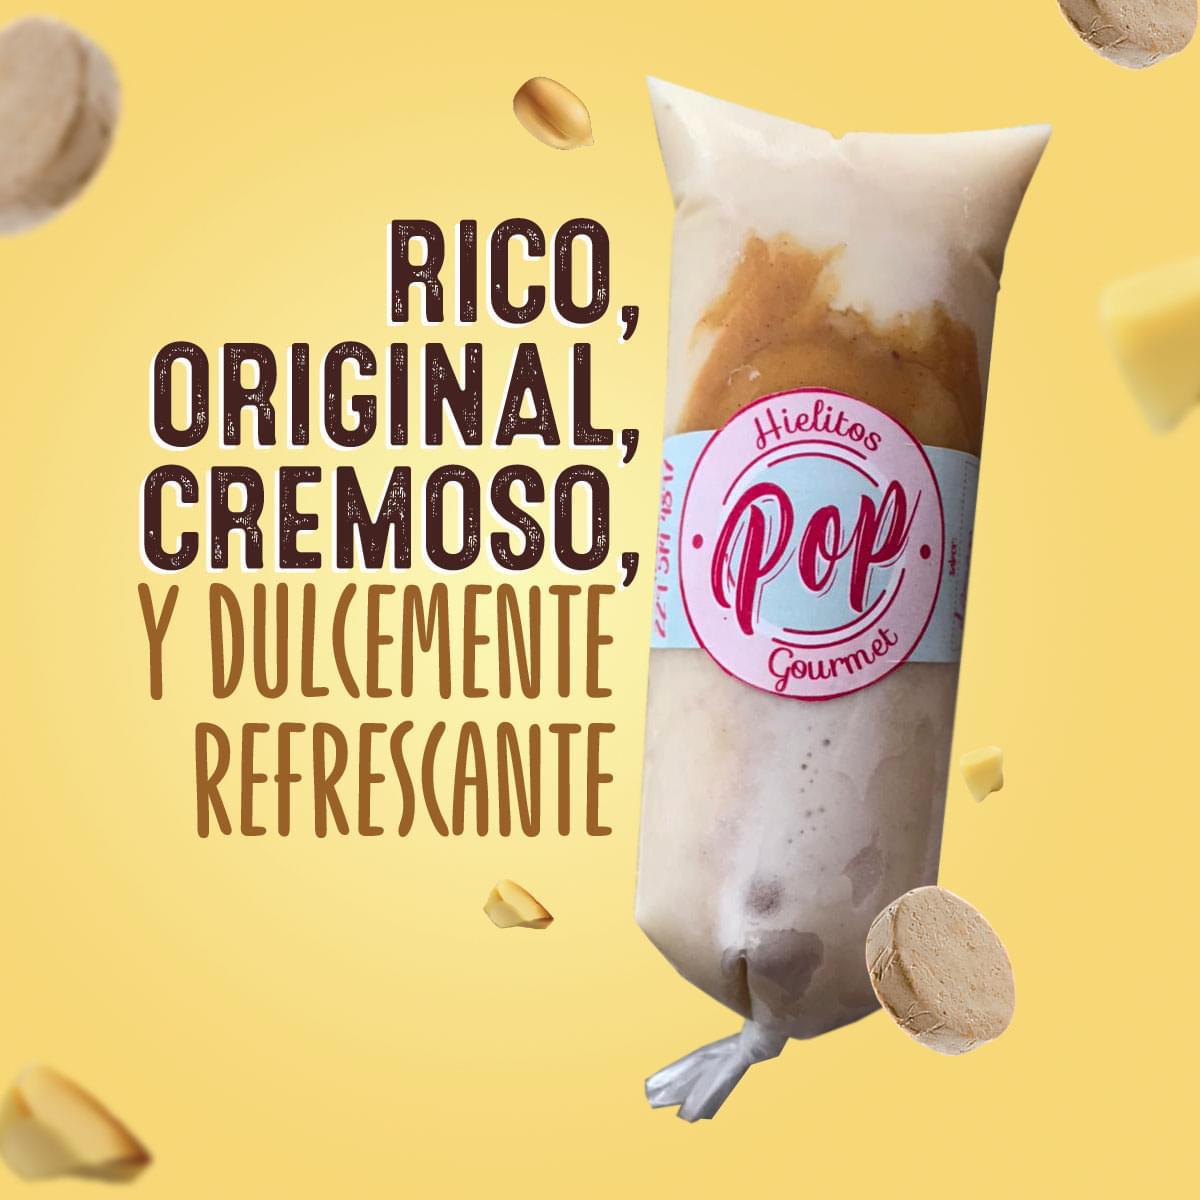 RICO,
ORIGINAL,
CREMOSO,
Y DULCEMENTE
REFRESCANTE
Hielitos
Pop
Gourmet